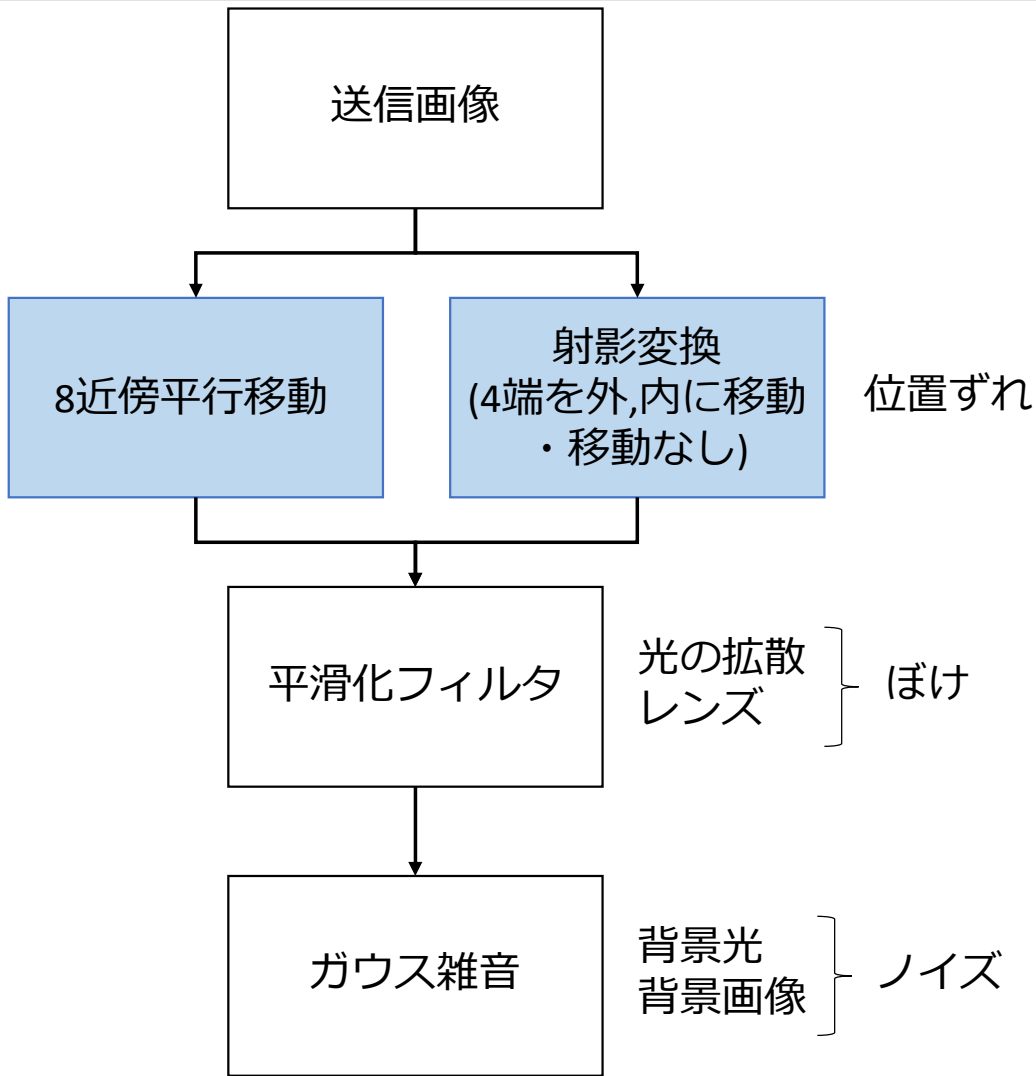 送信画像
8近傍平行移動
射影変換
(4端を外,内に移動
・移動なし)
位置ずれ
平滑化フィルタ
光の拡散
レンズ
ぼけ
ガウス雑音
背景光
背景画像
ノイズ